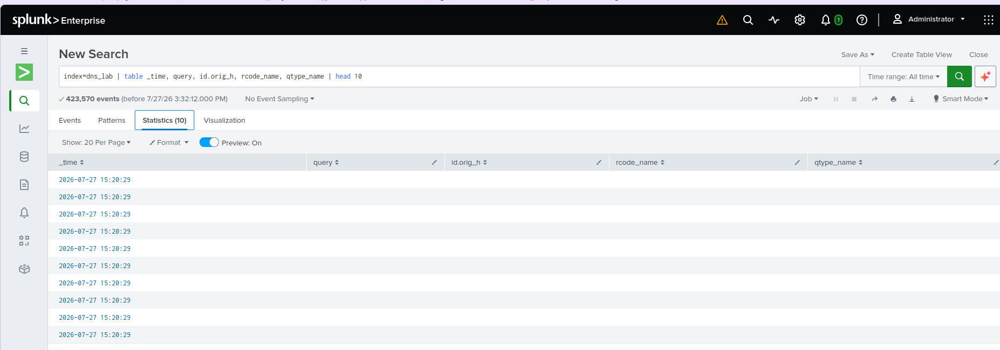 splunk>Enterprise
1
Administrator
New Search
Save As
Create Table View
Close
index=dns_lab | table _time, query, id.orig_h, rcode_name, qtype_name | head 10
Time range: All time
423,570 events (before 7/27/26 3:32:12.000 PM)
No Event Sampling
Job
Smart Mode
Events
Patterns
Statistics (10)
Visualization
Show: 20 Per Page
Format
Preview: On
_time
query
id.orig_h
rcode_name
qtype_name
2026-07-27 15:20:29
2026-07-27 15:20:29
2026-07-27 15:20:29
2026-07-27 15:20:29
2026-07-27 15:20:29
2026-07-27 15:20:29
2026-07-27 15:20:29
2026-07-27 15:20:29
2026-07-27 15:20:29
2026-07-27 15:20:29